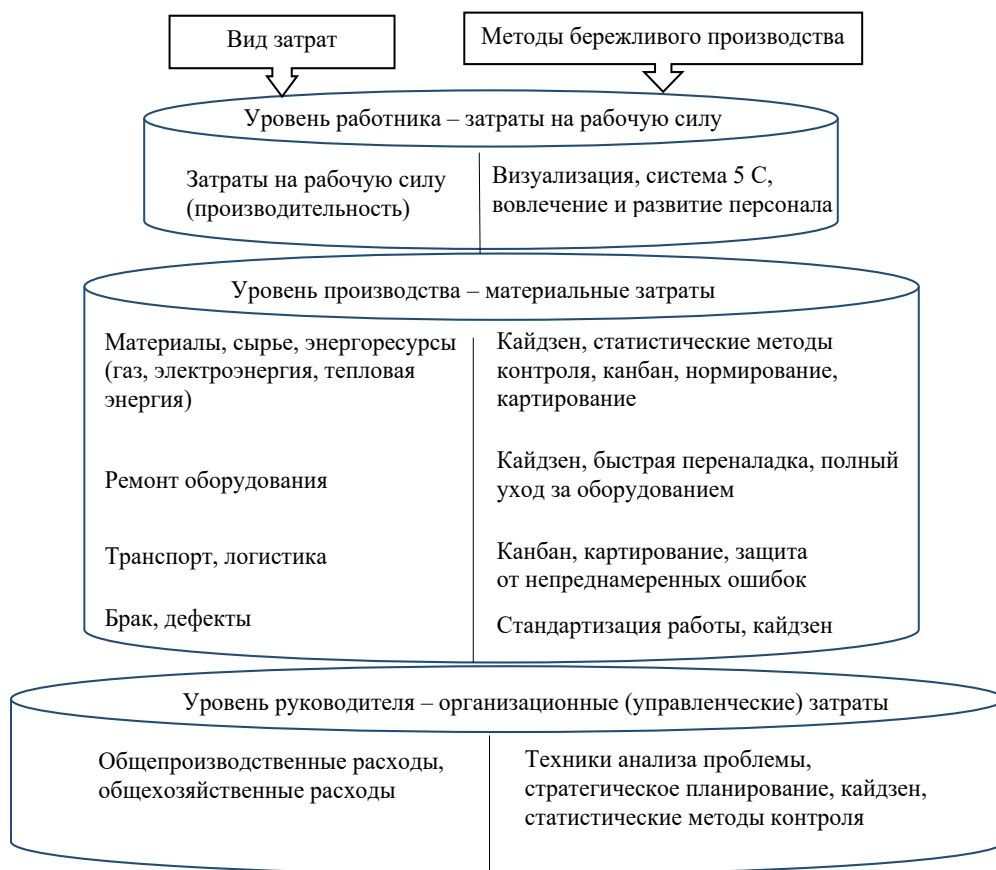 Вид затрат
Методы бережливого производства
Уровень работника – затраты на рабочую силу
Затраты на рабочую силу
(производительность)
Визуализация, система 5 С,
вовлечение и развитие персонала
Уровень производства – материальные затраты
Материалы, сырье, энергоресурсы
(газ, электроэнергия, тепловая
энергия)
Кайдзен, статистические методы
контроля, канбан, нормирование,
картирование
Ремонт оборудования
Кайдзен, быстрая переналадка, полный
уход за оборудованием
Транспорт, логистика
Канбан, картирование, защита
от непреднамеренных ошибок
Брак, дефекты
Стандартизация работы, кайдзен
Уровень руководителя – организационные (управленческие) затраты
Общепроизводственные расходы,
общехозяйственные расходы
Техники анализа проблемы,
стратегическое планирование, кайдзен,
статистические методы контроля